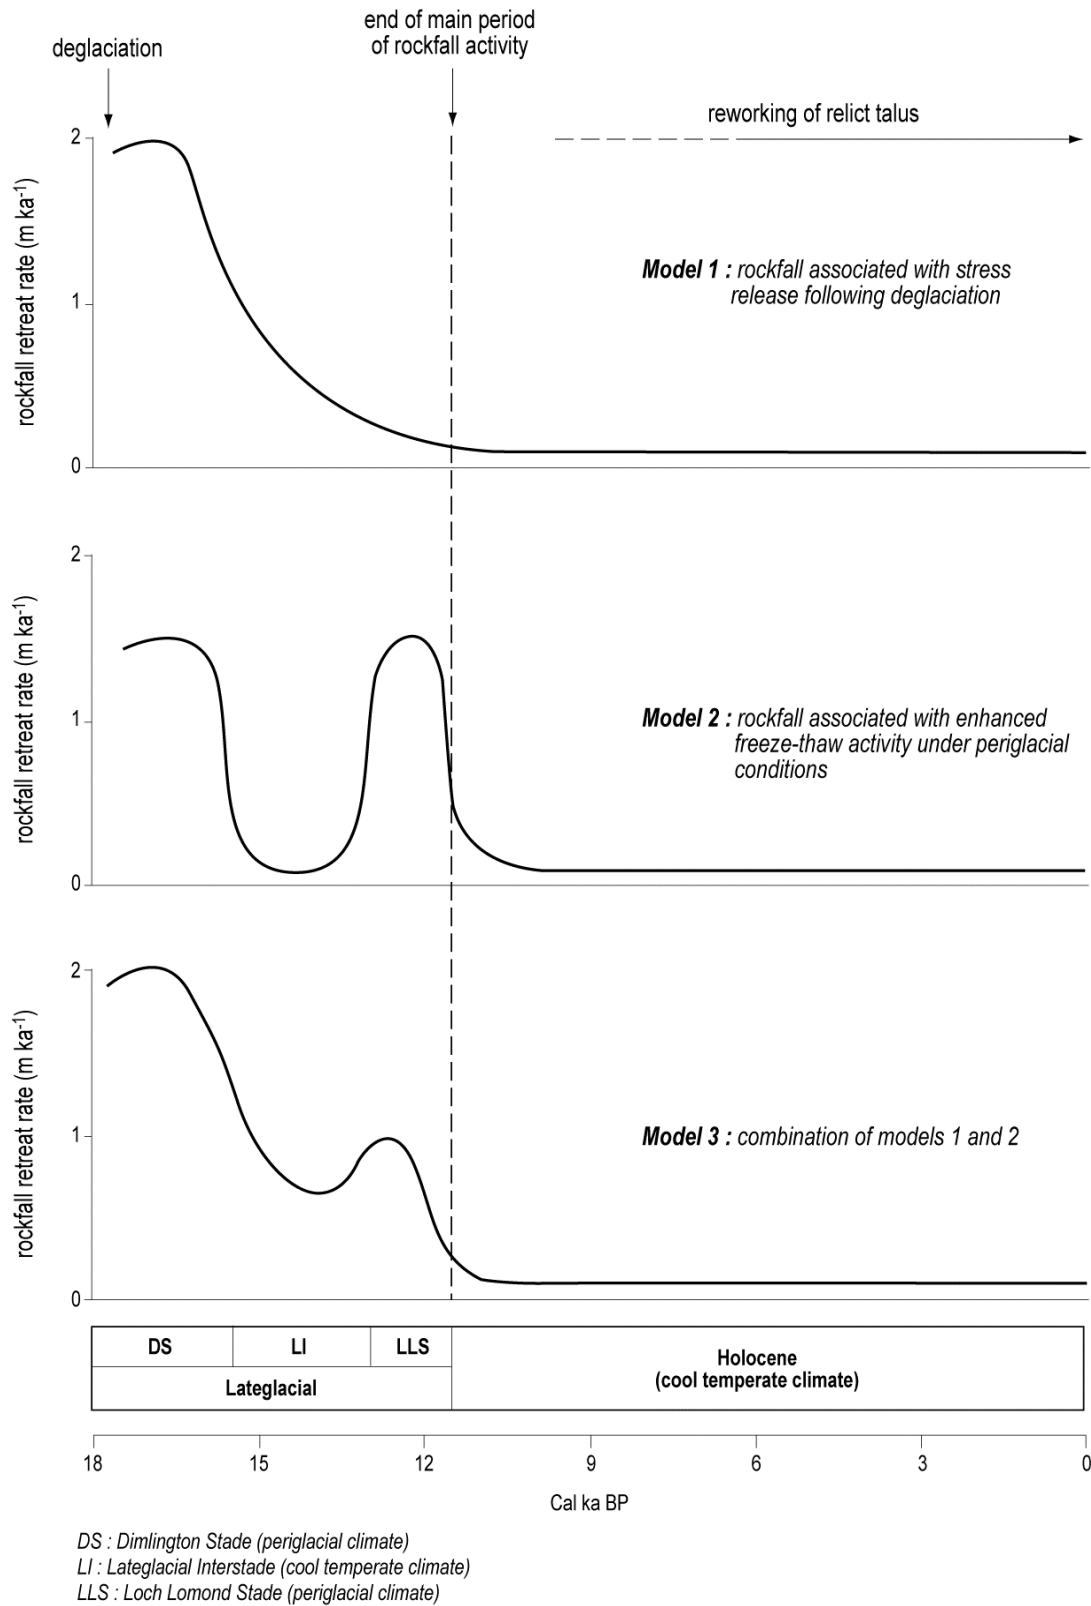 deglaciation
end of main period
of rockfall activity
reworking of relict talus
2
1
0
rockfall retreat rate (m ka⁻¹)
Model 1 : rockfall associated with stress
release following deglaciation
2
1
0
rockfall retreat rate (m ka⁻¹)
Model 2 : rockfall associated with enhanced
freeze-thaw activity under periglacial
conditions
2
1
0
rockfall retreat rate (m ka⁻¹)
Model 3 : combination of models 1 and 2
DS LI LLS
Lateglacial
Holocene
(cool temperate climate)
18 15 12 9 6 3 0
Cal ka BP
DS : Dimlington Stade (periglacial climate)
LI : Lateglacial Interstade (cool temperate climate)
LLS : Loch Lomond Stade (periglacial climate)